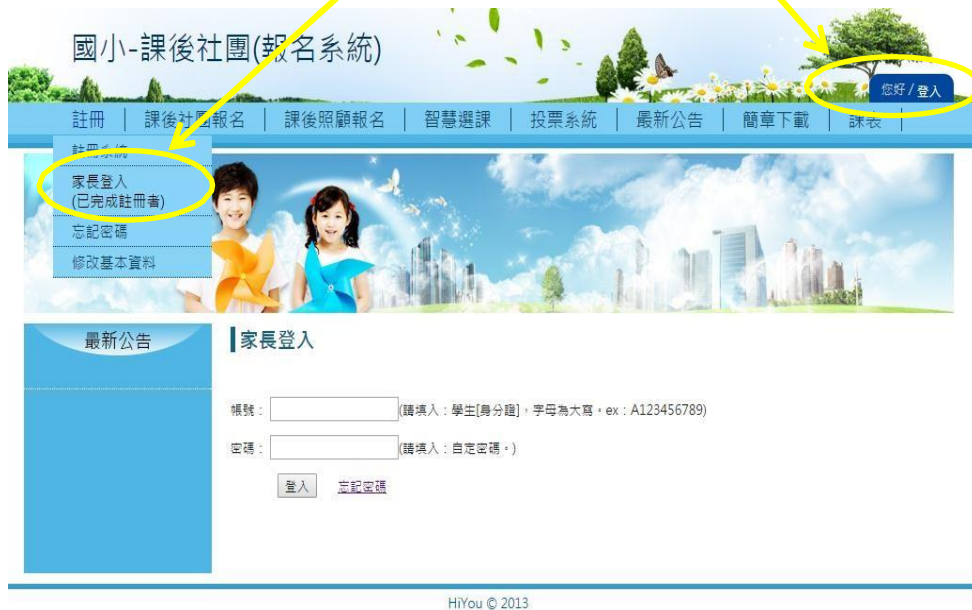 國小-課後社團(報名系統)
您好 / 登入
註冊 | 課後社團報名 | 課後照顧報名 | 智慧選課 | 投票系統 | 最新公告 | 簡章下載 | 課表 |
註冊系統
家長登入
(已完成註冊者)
忘記密碼
修改基本資料
最新公告
家長登入
帳號：(請填入：學生[身分證]，字母為大寫。ex：A123456789)
密碼：(請填入：自定密碼。)
登入 忘記密碼
HiYou © 2013